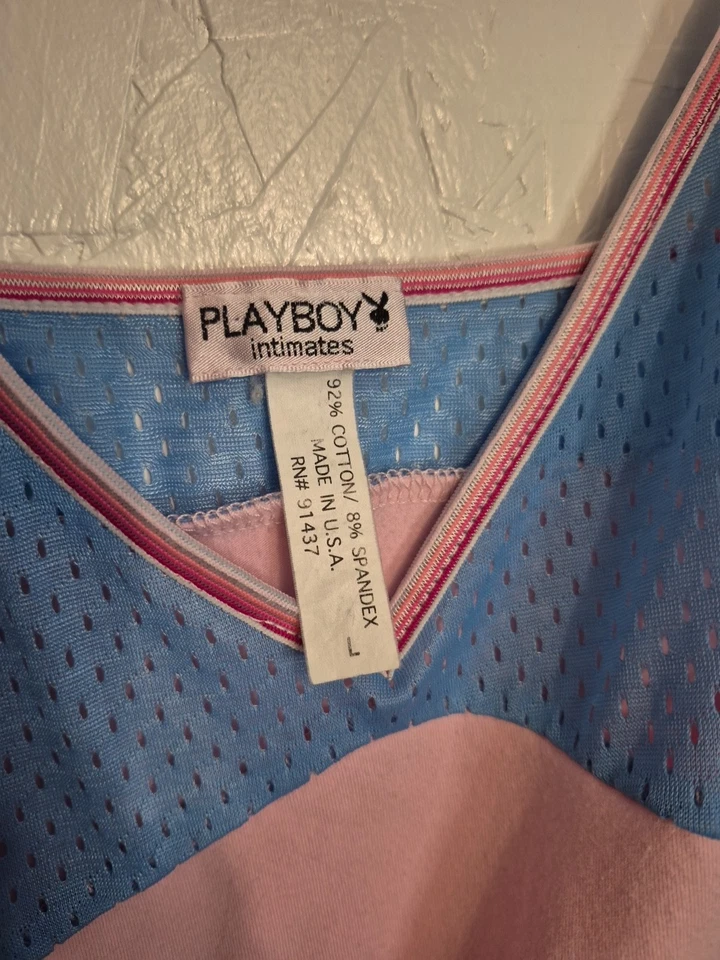 PLAYBOY
intimates
92% COTTON/ 8% SPANDEX
MADE IN U.S.A.
RN# 91437
L